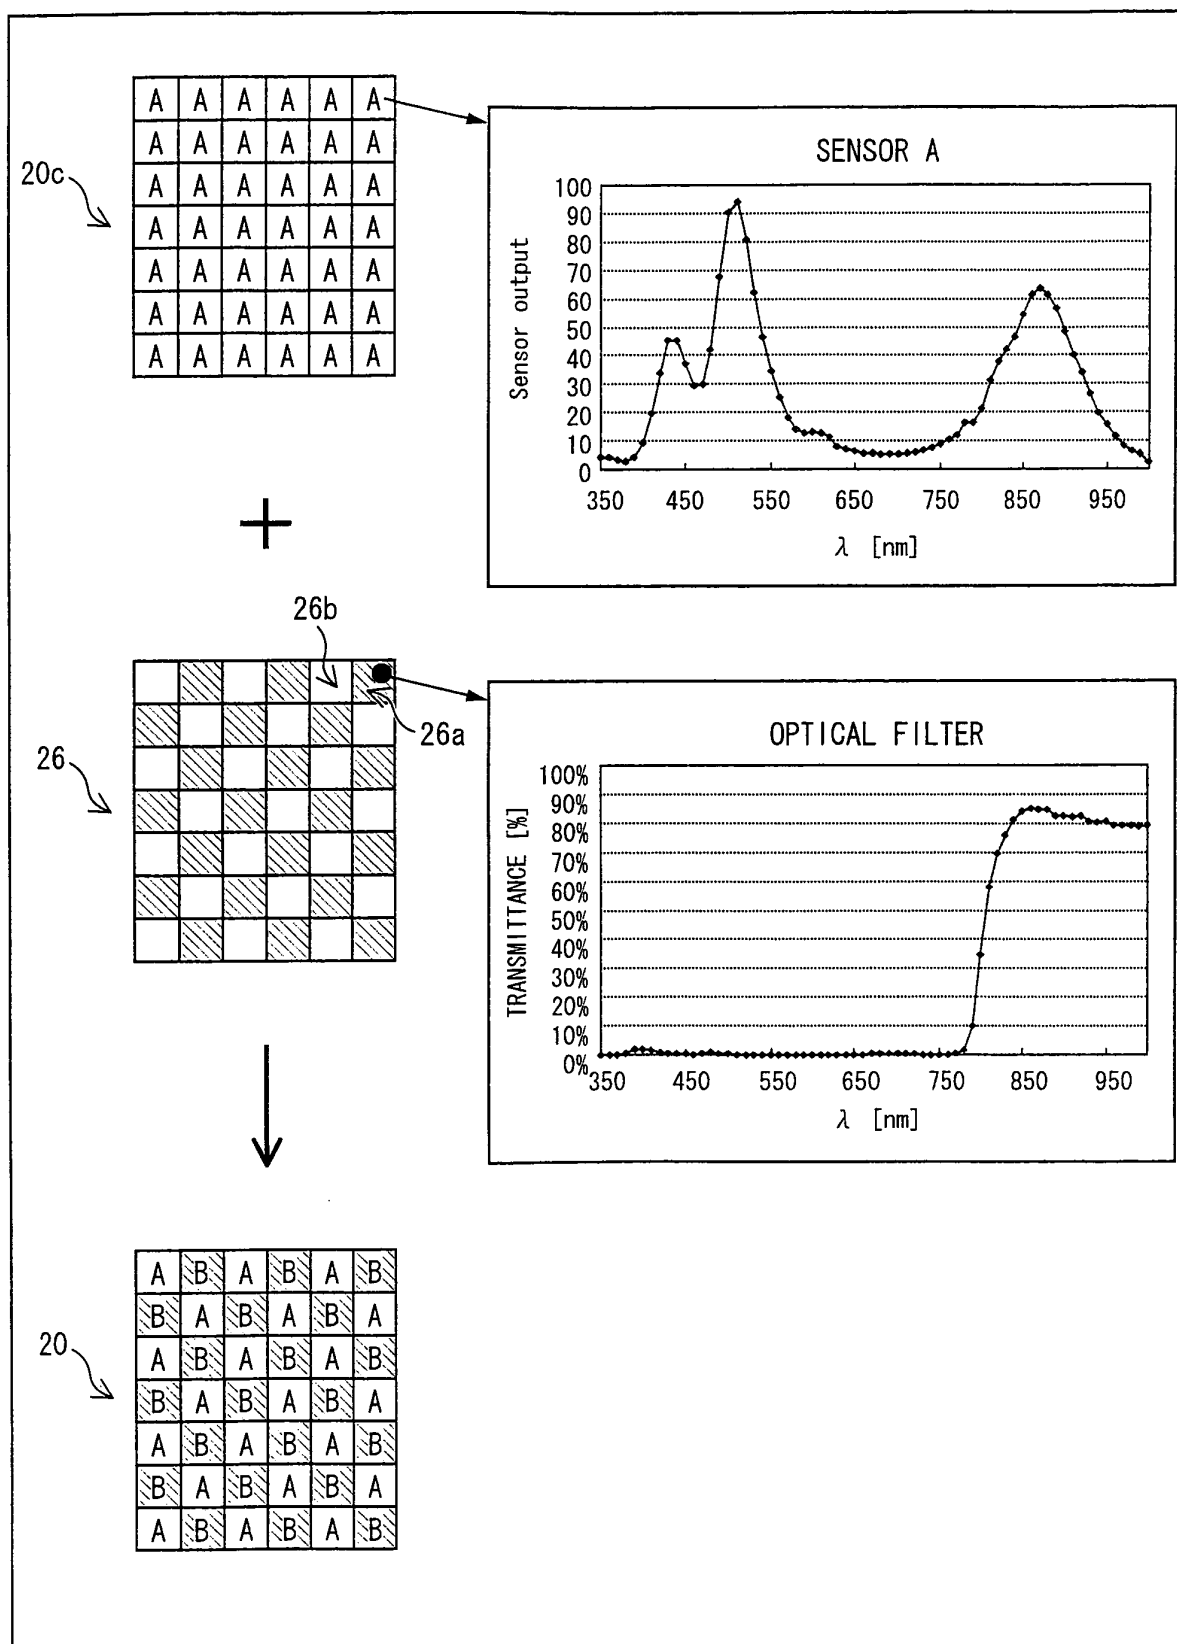 20c
A A A A A A
A A A A A A
A A A A A A
A A A A A A
A A A A A A
A A A A A A
A A A A A A
SENSOR A
Sensor output
100
90
80
70
60
50
40
30
20
10
0
350 450 550 650 750 850 950
λ [nm]
+
26b
26a
26
OPTICAL FILTER
TRANSMITTANCE [%]
100%
90%
80%
70%
60%
50%
40%
30%
20%
10%
0%
350 450 550 650 750 850 950
λ [nm]
20
A B A B A B
B A B A B A
A B A B A B
B A B A B A
A B A B A B
B A B A B A
A B A B A B